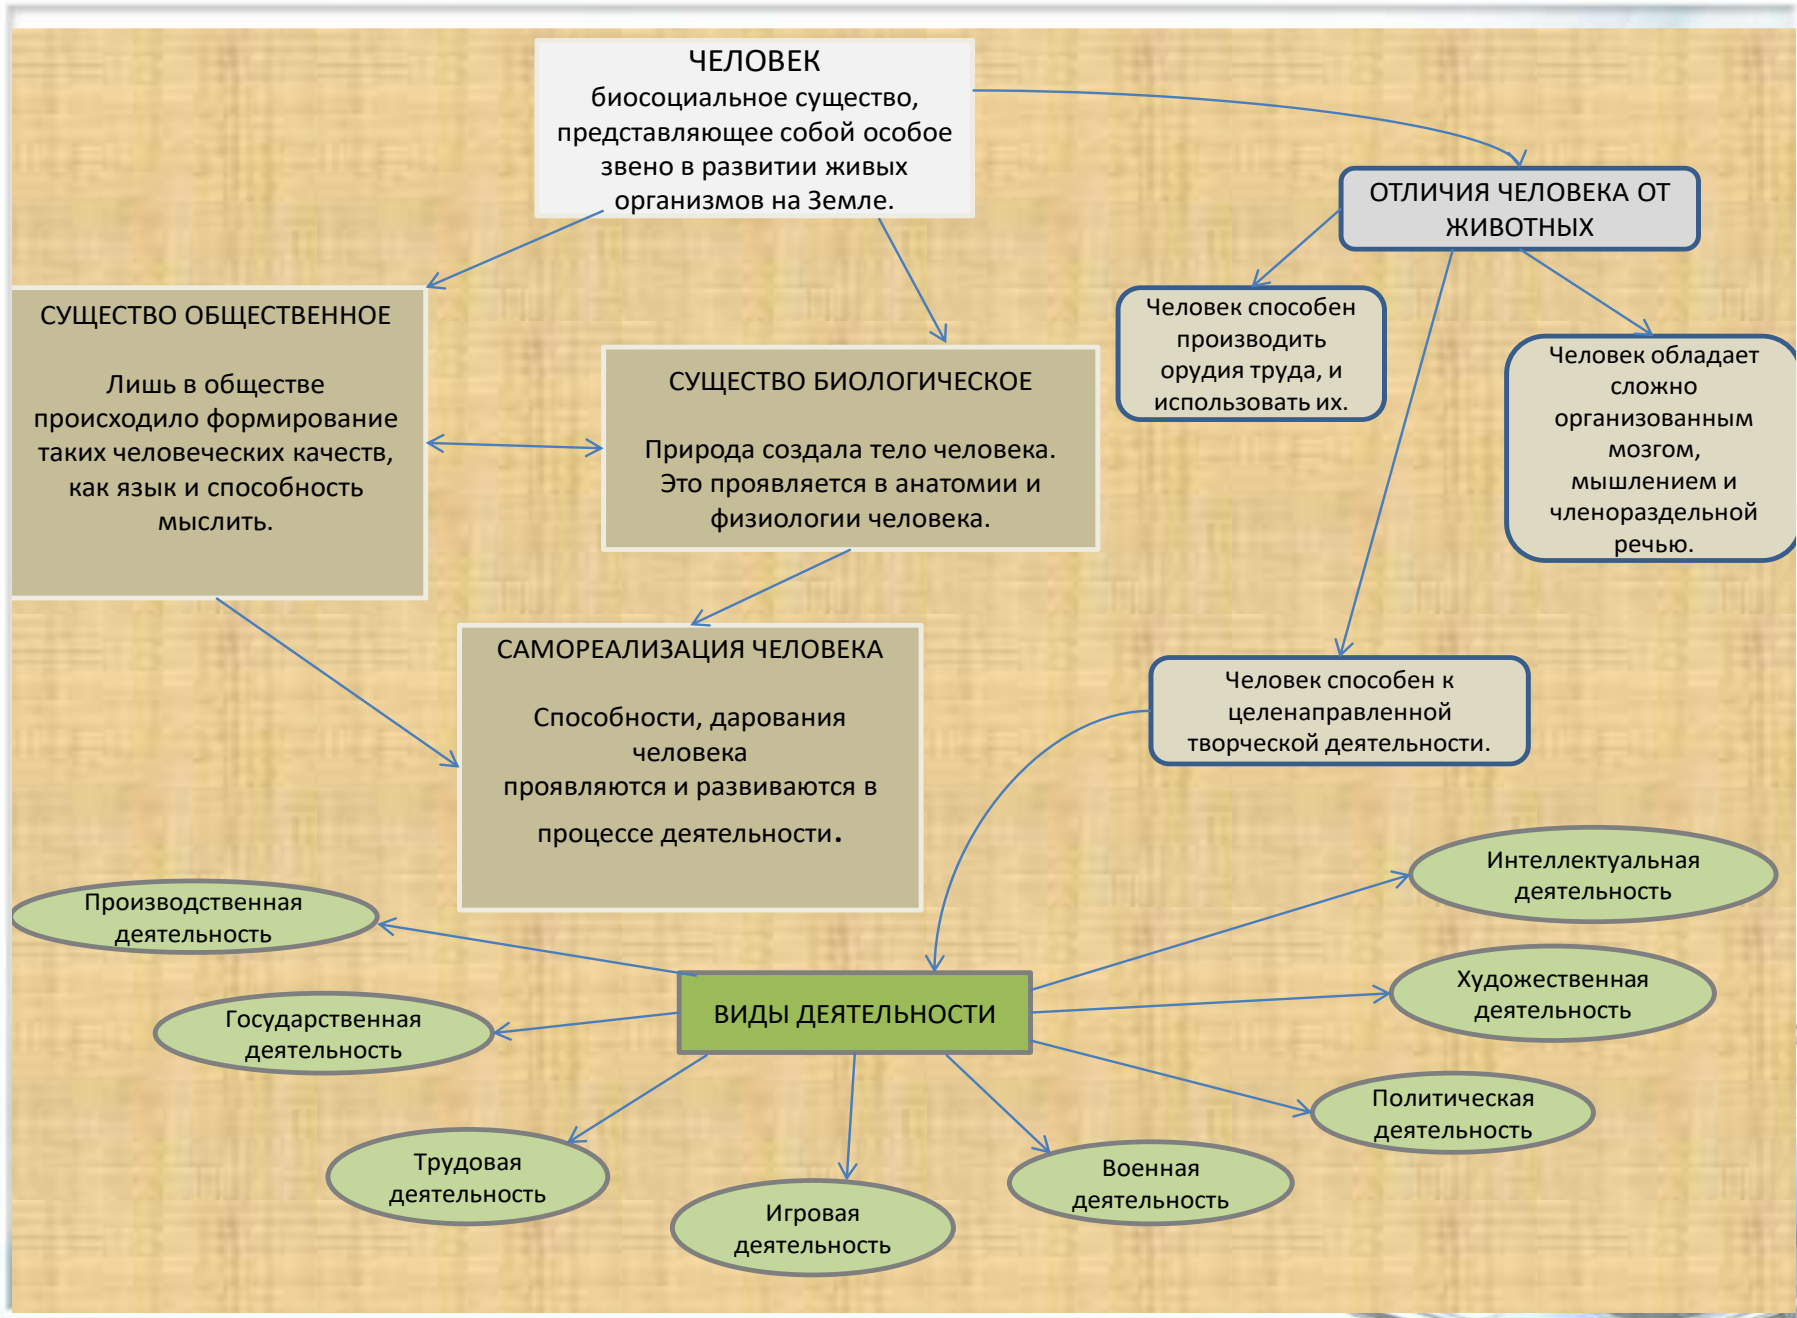 ЧЕЛОВЕК
биосоциальное существо,
представляющее собой особое
звено в развитии живых
организмов на Земле.
ОТЛИЧИЯ ЧЕЛОВЕКА ОТ
ЖИВОТНЫХ
СУЩЕСТВО ОБЩЕСТВЕННОЕ
Лишь в обществе
происходило формирование
таких человеческих качеств,
как язык и способность
мыслить.
СУЩЕСТВО БИОЛОГИЧЕСКОЕ
Природа создала тело человека.
Это проявляется в анатомии и
физиологии человека.
Человек способен
производить
орудия труда, и
использовать их.
Человек обладает
сложно
организованным
мозгом,
мышлением и
членораздельной
речью.
САМОРЕАЛИЗАЦИЯ ЧЕЛОВЕКА
Способности, дарования
человека
проявляются и развиваются в
процессе деятельности.
Человек способен к
целенаправленной
творческой деятельности.
ВИДЫ ДЕЯТЕЛЬНОСТИ
Производственная
деятельность
Государственная
деятельность
Трудовая
деятельность
Игровая
деятельность
Военная
деятельность
Политическая
деятельность
Художественная
деятельность
Интеллектуальная
деятельность